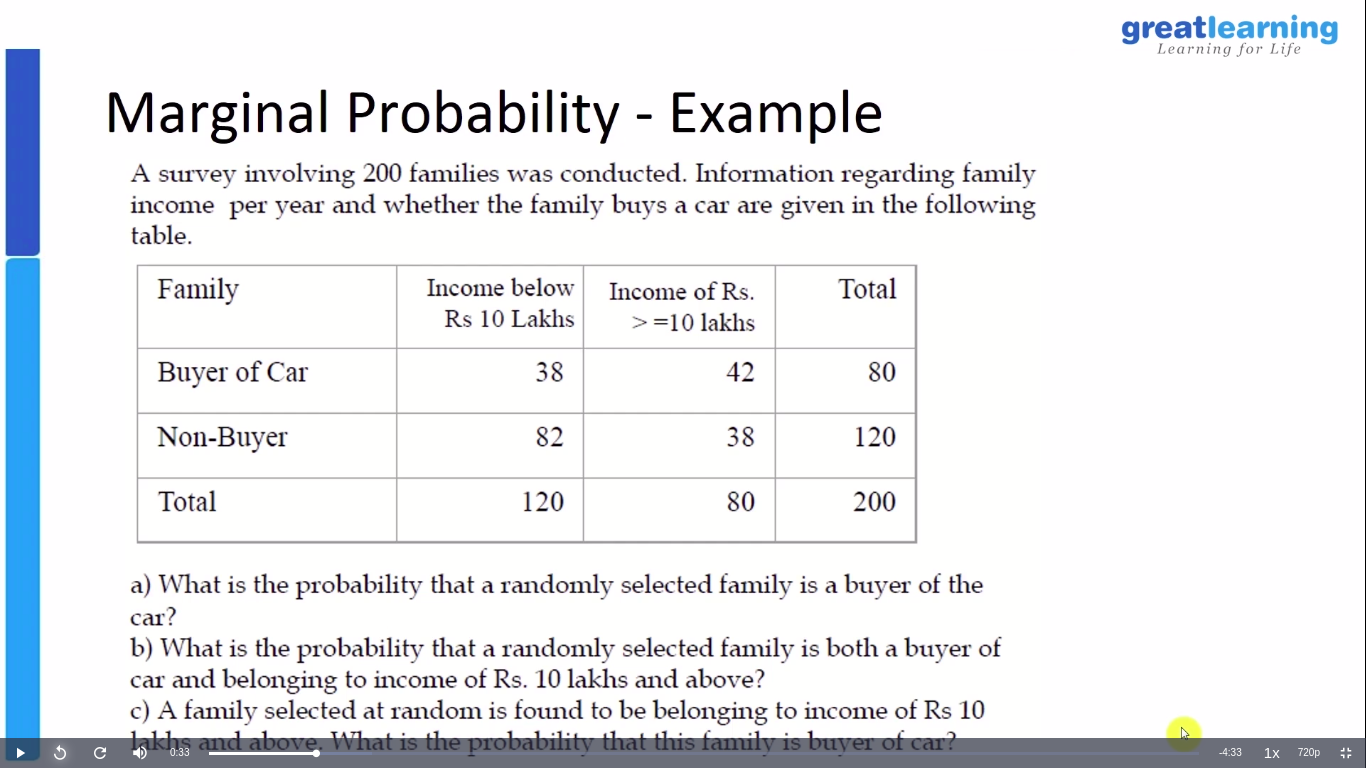 greatlearning
Learning for Life
Marginal Probability - Example
A survey involving 200 families was conducted. Information regarding family
income per year and whether the family buys a car are given in the following
table.
Family Income below Rs 10 Lakhs Income of Rs. > =10 lakhs Total
Buyer of Car 38 42 80
Non-Buyer 82 38 120
Total 120 80 200
a) What is the probability that a randomly selected family is a buyer of the
car?
b) What is the probability that a randomly selected family is both a buyer of
car and belonging to income of Rs. 10 lakhs and above?
c) A family selected at random is found to be belonging to income of Rs 10
lakhs and above. What is the probability that this family is buyer of car?
0:33 -4:33 1x 720p